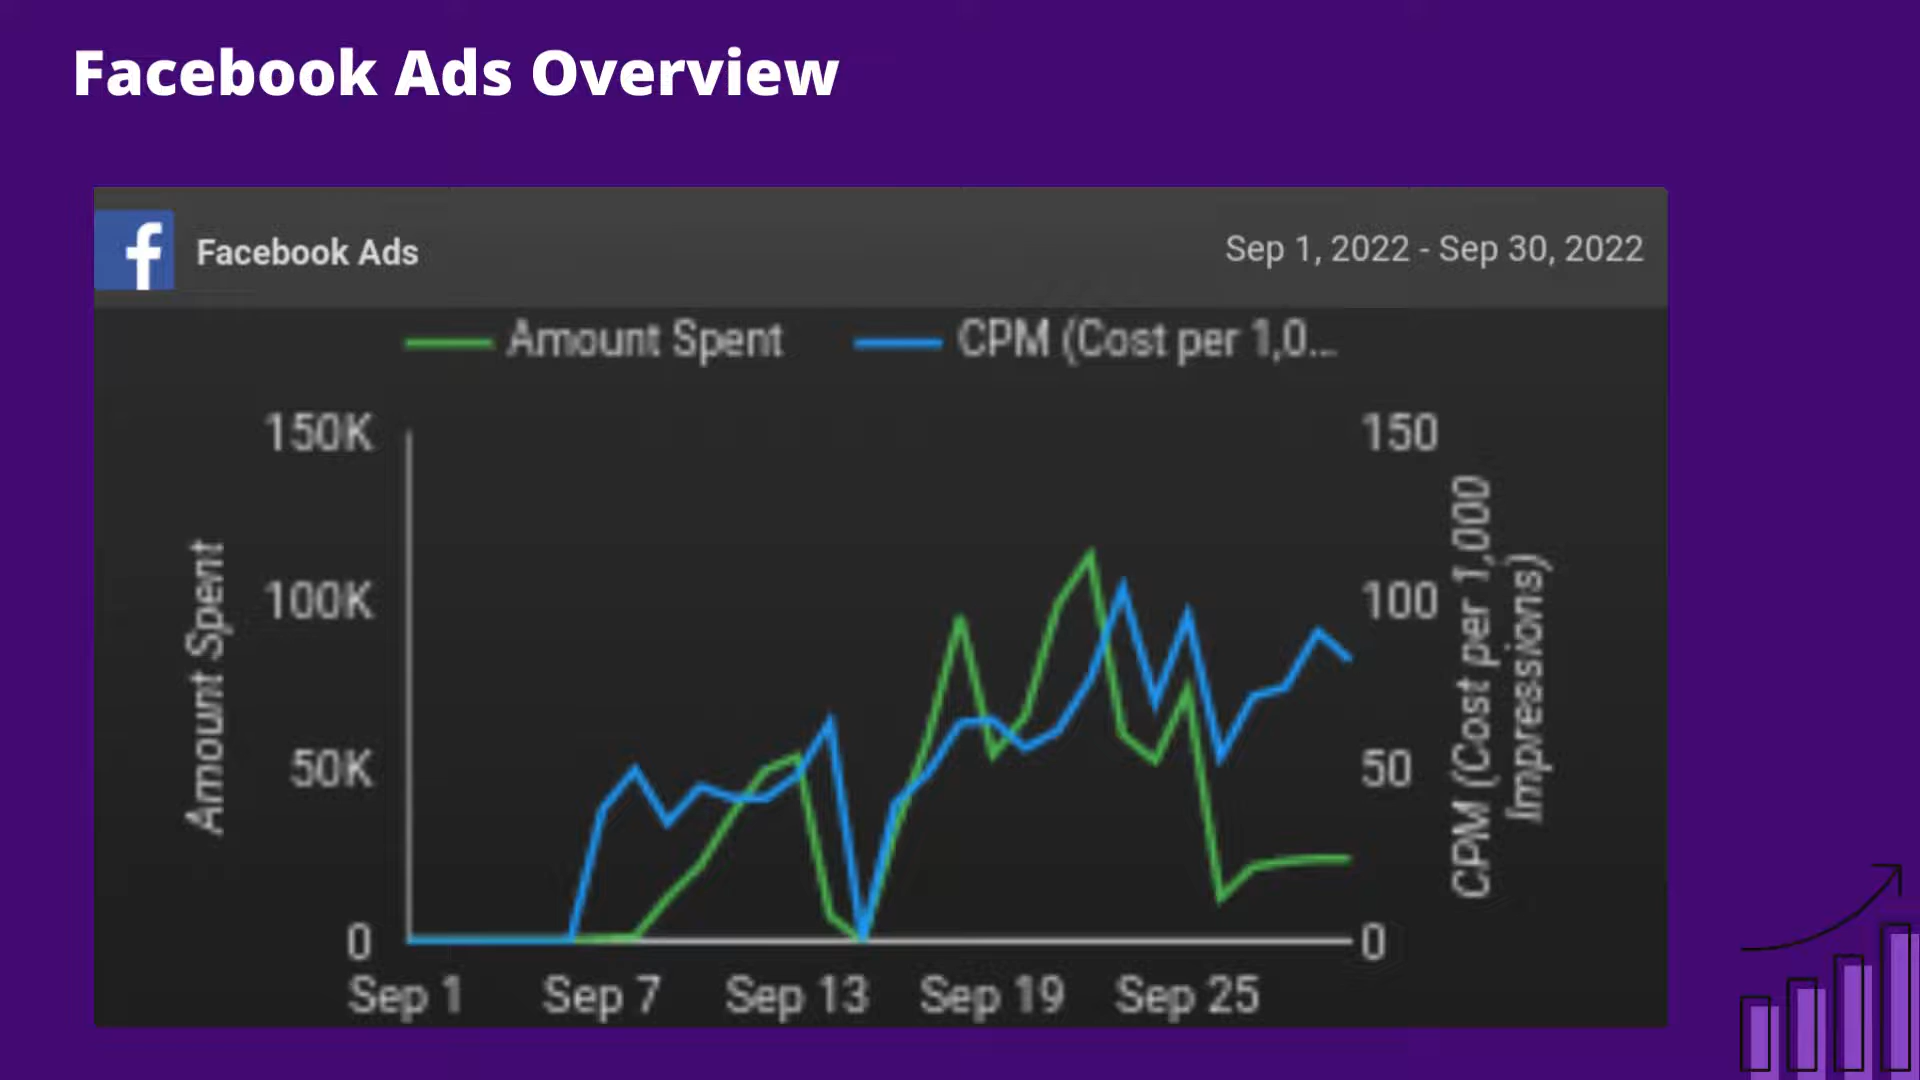 Facebook Ads Overview
f
Facebook Ads
Sep 1, 2022 - Sep 30, 2022
Amount Spent
CPM (Cost per 1,0...
150K
100K
50K
0
Amount Spent
150
100
50
0
CPM (Cost per 1,000
Impressions)
Sep 1
Sep 7
Sep 13
Sep 19
Sep 25